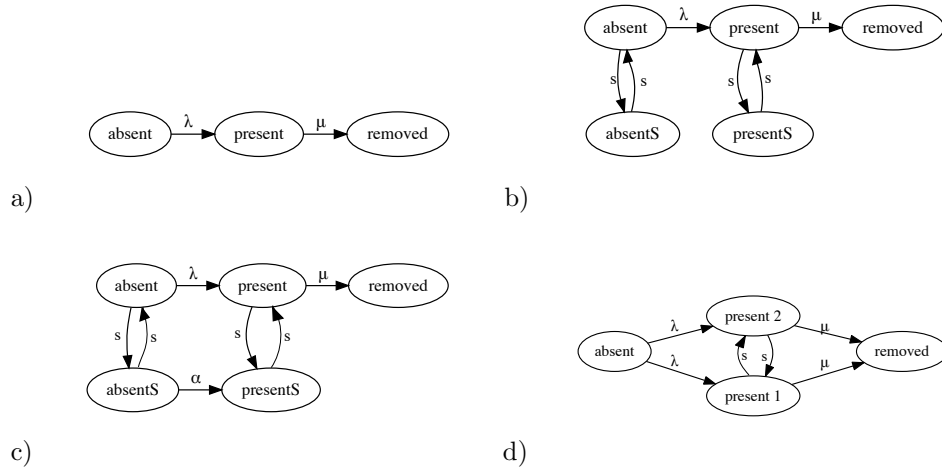 absent
λ
present
μ
removed
a)
absent
λ
present
μ
removed
s
s
s
s
absentS
presentS
b)
absent
λ
present
μ
removed
s
s
s
s
absentS
α
presentS
c)
absent
λ
λ
present 2
s
s
present 1
μ
μ
removed
d)